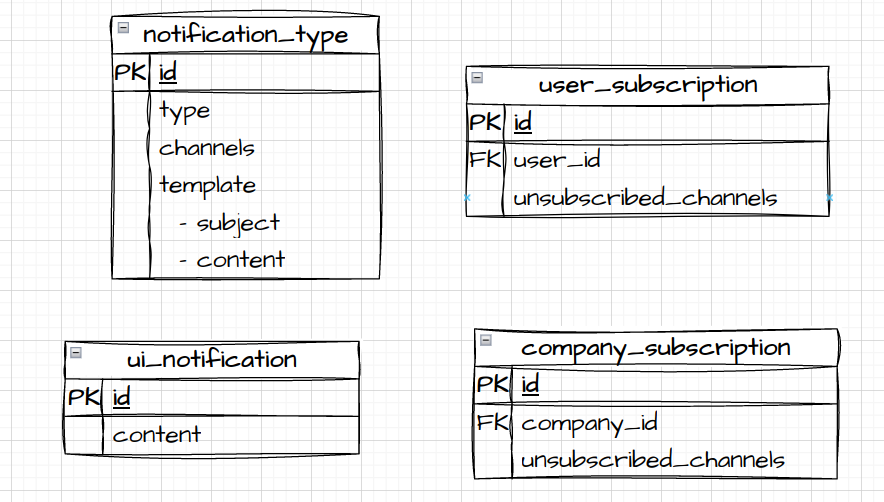 notification_type
PK id
type
channels
template
- subject
- content
user_subscription
PK id
FK user_id
unsubscribed_channels
ui_notification
PK id
content
company_subscription
PK id
FK company_id
unsubscribed_channels